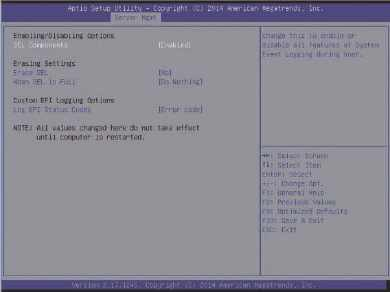 Aptio Setup Utility - Copyright (C) 2014 American Megatrends, Inc.
Server Mgmt
Enabling/Disabling Options
SEL Components [Enabled]
Erasing Settings
Erase SEL [No]
When SEL is Full [Do Nothing]
Custom EFI Logging Options
Log EFI Status Codes [Error code]
NOTE: All values changed here do not take effect
until computer is restarted.
Change this to enable or
disable all features of System
Event Logging during boot.
: Select Screen
: Select Item
Enter: Select
+/-: Change Opt.
F1: General Help
F2: Previous Values
F3: Optimized Defaults
F10: Save & Exit
ESC: Exit
Version 2.17.1245. Copyright (C) 2014 American Megatrends, Inc.